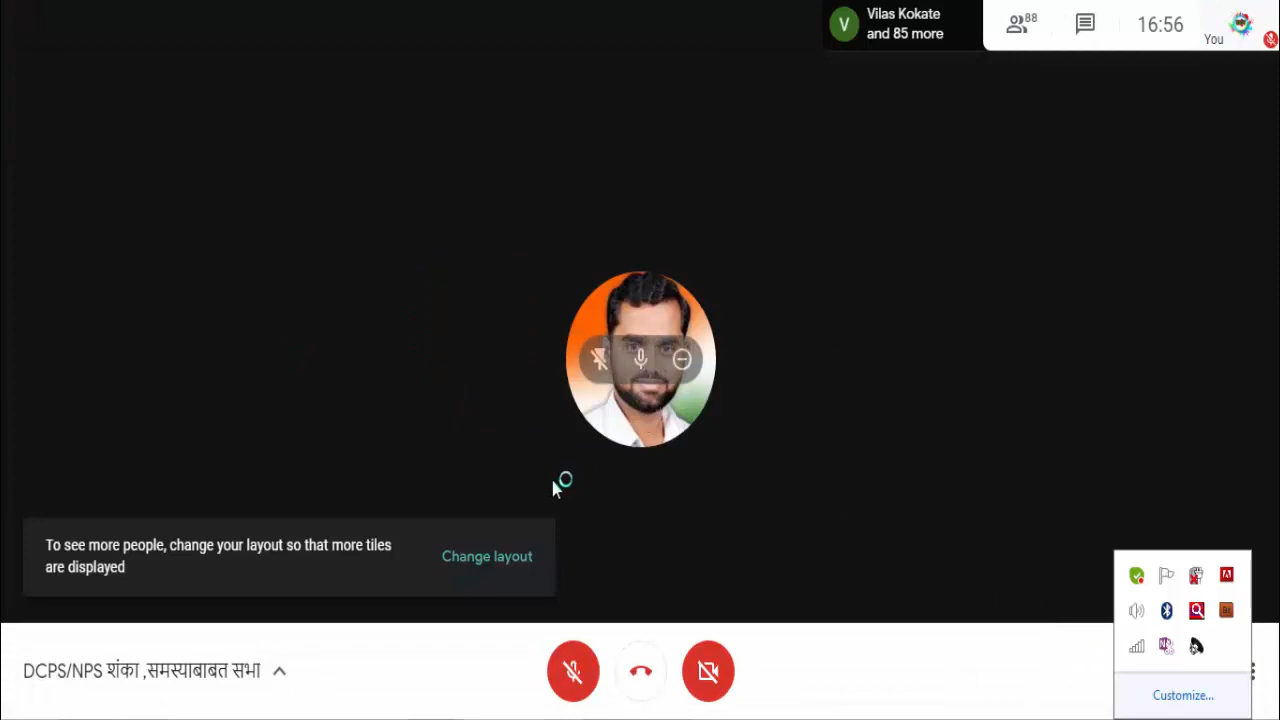 V
Vilas Kokate
and 85 more
88
16:56
You
To see more people, change your layout so that more tiles
are displayed
Change layout
DCPS/NPS शंका ,समस्याबाबत सभा
Customize...